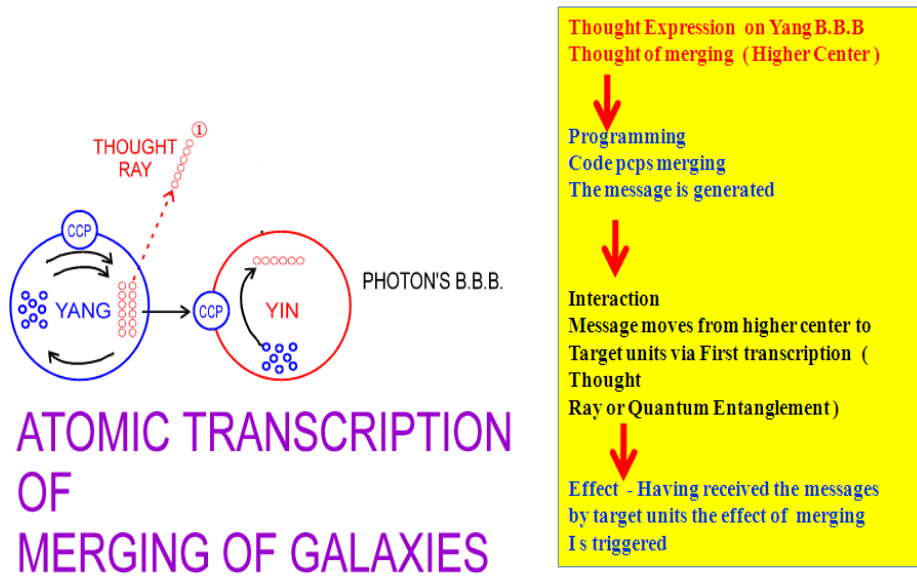 ①
THOUGHT
RAY
CCP
YANG
CCP
YIN
PHOTON'S B.B.B.
ATOMIC TRANSCRIPTION
OF
MERGING OF GALAXIES
Thought Expression on Yang B.B.B
Thought of merging ( Higher Center )
Programming
Code pcps merging
The message is generated
Interaction
Message moves from higher center to
Target units via First transcription (
Thought
Ray or Quantum Entanglement )
Effect - Having received the messages
by target units the effect of merging
I s triggered